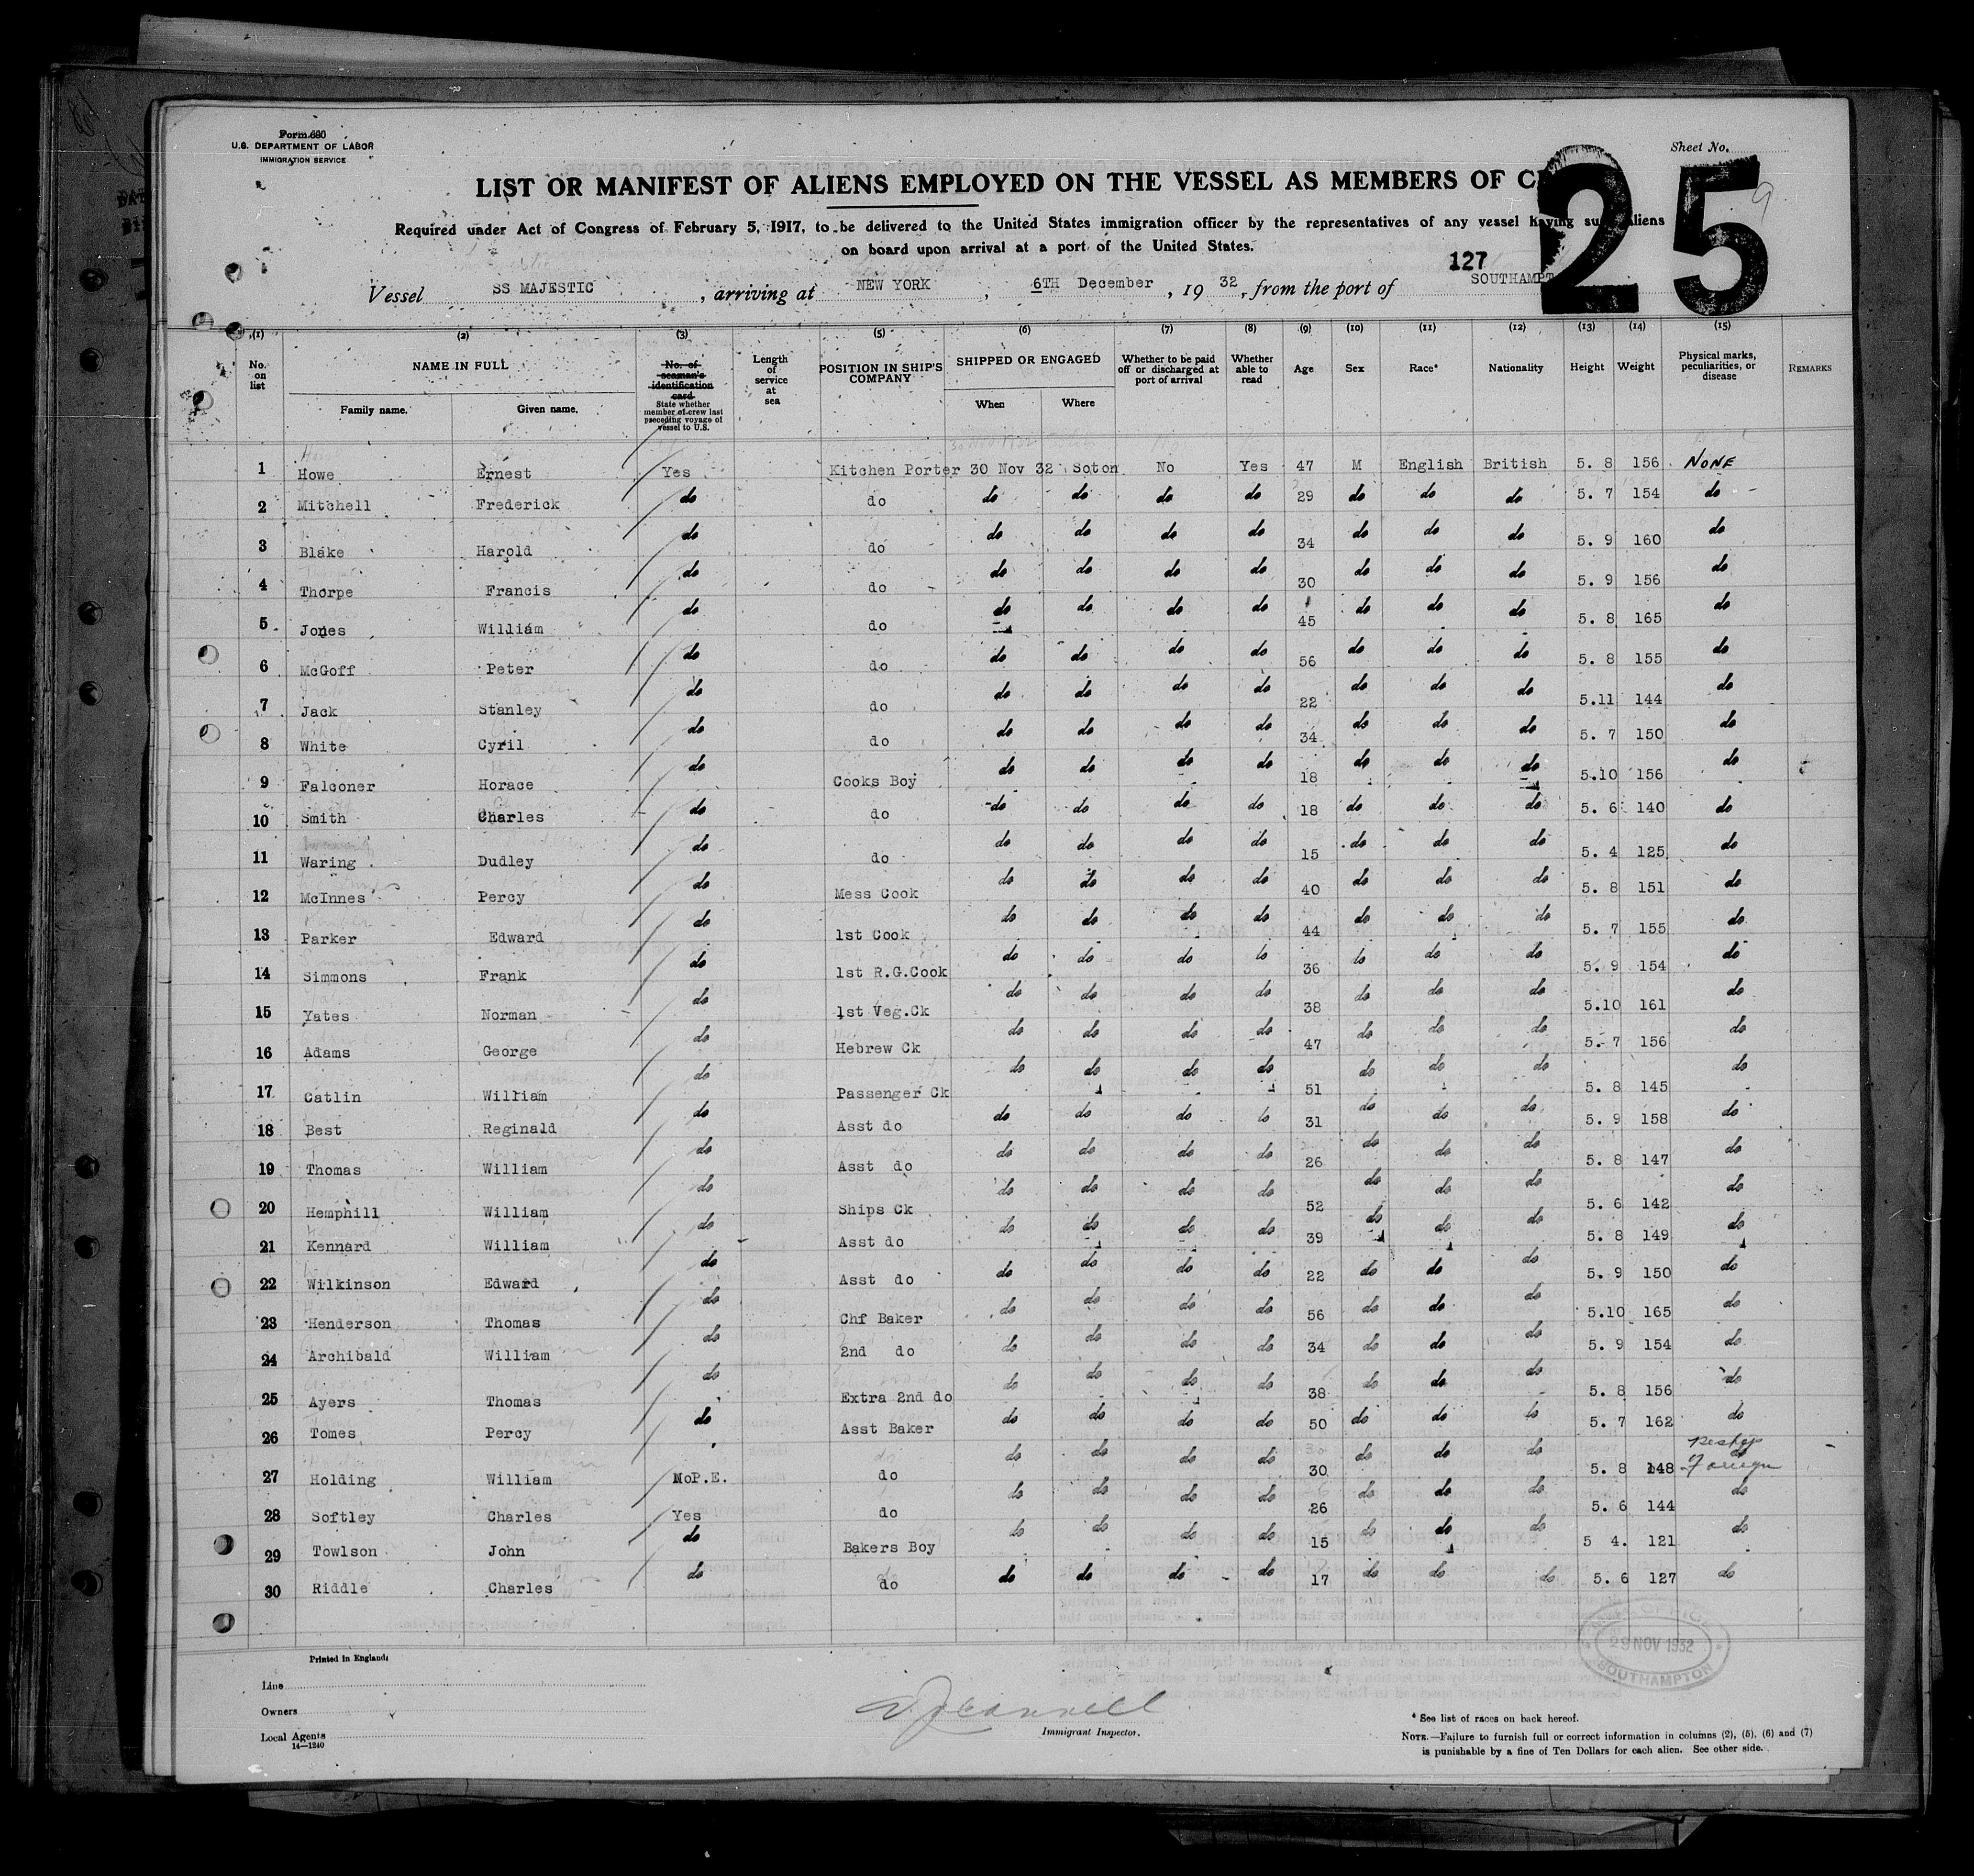 Form 680
U.S. DEPARTMENT OF LABOR
IMMIGRATION SERVICE
Sheet No.
9
25
LIST OR MANIFEST OF ALIENS EMPLOYED ON THE VESSEL AS MEMBERS OF C
Required under Act of Congress of February 5, 1917, to be delivered to the United States immigration officer by the representatives of any vessel having su aliens
on board upon arrival at a port of the United States.
127
Vessel SS MAJESTIC , arriving at NEW YORK , 6TH December , 19 32, from the port of SOUTHAMPT
(1) (2) (3) (5) (6) (7) (8) (9) (10) (11) (12) (13) (14) (15)
No. on list NAME IN FULL Family name. Given name. No. of seaman's identification card State whether member of crew last preceding voyage of vessel to U.S. Length of service at sea POSITION IN SHIP'S COMPANY SHIPPED OR ENGAGED When Where Whether to be paid off or discharged at port of arrival Whether able to read Age Sex Race* Nationality Height Weight Physical marks, peculiarities, or disease REMARKS
1 Howe Ernest Yes Kitchen Porter 30 Nov 32 Soton No Yes 47 M English British 5. 8 156 NONE
2 Mitchell Frederick do do do do do do 29 do do do 5. 7 154 do
3 Blake Harold do do do do do do 34 do do do 5. 9 160 do
4 Thorpe Francis do do do do do do 30 do do do 5. 9 156 do
5 Jones William do do do do do do 45 do do do 5. 8 165 do
6 McGoff Peter do do do do do do 56 do do do 5. 8 155 do
7 Jack Stanley do do do do do do 22 do do do 5.11 144 do
8 White Cyril do do do do do do 34 do do do 5. 7 150 do
9 Falconer Horace do Cooks Boy do do do do 18 do do do 5.10 156 do
10 Smith Charles do do do do do do 18 do do do 5. 6 140 do
11 Waring Dudley do do do do do do 15 do do do 5. 4 125 do
12 McInnes Percy do Mess Cook do do do do 40 do do do 5. 8 151 do
13 Parker Edward do 1st Cook do do do do 44 do do do 5. 7 155 do
14 Simmons Frank do 1st R.G.Cook do do do do 36 do do do 5. 9 154 do
15 Yates Norman do 1st Veg.Ck do do do do 38 do do do 5.10 161 do
16 Adams George do Hebrew Ck do do do do 47 do do do 5. 7 156 do
17 Catlin William do Passenger Ck do do do do 51 do do do 5. 8 145 do
18 Best Reginald do Asst do do do do do 31 do do do 5. 9 158 do
19 Thomas William do Asst do do do do do 26 do do do 5. 8 147 do
20 Hemphill William do Ships Ck do do do do 52 do do do 5. 6 142 do
21 Kennard William do Asst do do do do do 39 do do do 5. 8 149 do
22 Wilkinson Edward do Asst do do do do do 22 do do do 5. 9 150 do
23 Henderson Thomas do Chf Baker do do do do 56 do do do 5.10 165 do
24 Archibald William do 2nd do do do do do 34 do do do 5. 9 154 do
25 Ayers Thomas do Extra 2nd do do do do do 38 do do do 5. 8 156 do
26 Tomes Percy do Asst Baker do do do do 50 do do do 5. 7 162 do
27 Holding William NoP.E. do do do do do 30 do do do 5. 8 148 do Foreign
28 Softley Charles Yes do do do do do 26 do do do 5. 6 144 do
29 Towlson John do Bakers Boy do do do do 15 do do do 5 4. 121 do
30 Riddle Charles do do do do do do 17 do do do 5. 6 127 do
29 NOV 1932
SOUTHAMPTON
Printed in England.
Line
Owners
Local Agents
14—1240
Immigrant Inspector.
* See list of races on back hereof.
NOTE.—Failure to furnish full or correct information in columns (2), (5), (6) and (7)
is punishable by a fine of Ten Dollars for each alien. See other side.